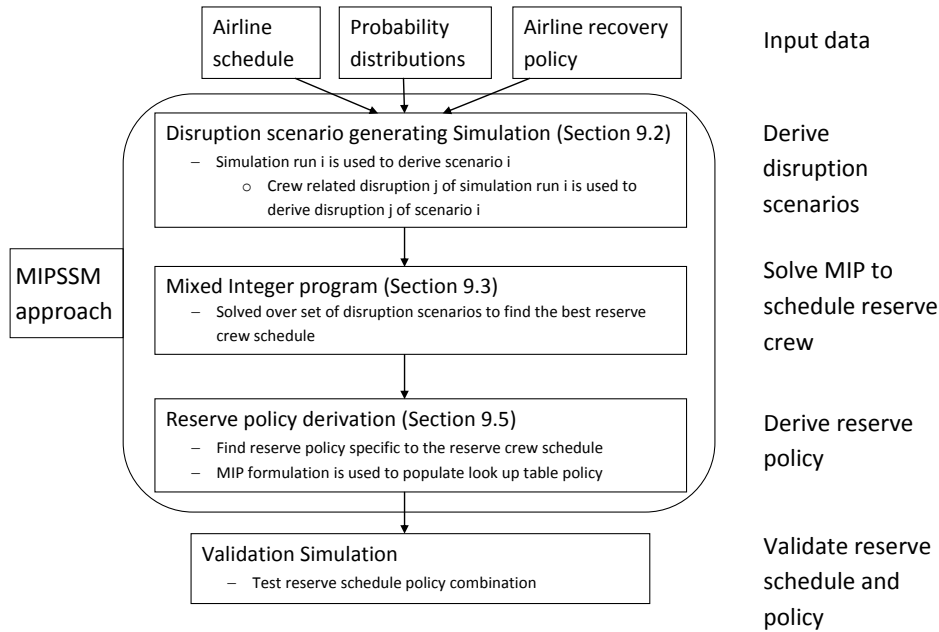 Airline
schedule
Probability
distributions
Airline recovery
policy
Input data
Disruption scenario generating Simulation (Section 9.2)
– Simulation run i is used to derive scenario i
o Crew related disruption j of simulation run i is used to
derive disruption j of scenario i
Derive
disruption
scenarios
MIPSSM
approach
Mixed Integer program (Section 9.3)
– Solved over set of disruption scenarios to find the best reserve
crew schedule
Solve MIP to
schedule reserve
crew
Reserve policy derivation (Section 9.5)
– Find reserve policy specific to the reserve crew schedule
– MIP formulation is used to populate look up table policy
Derive reserve
policy
Validation Simulation
– Test reserve schedule policy combination
Validate reserve
schedule and
policy